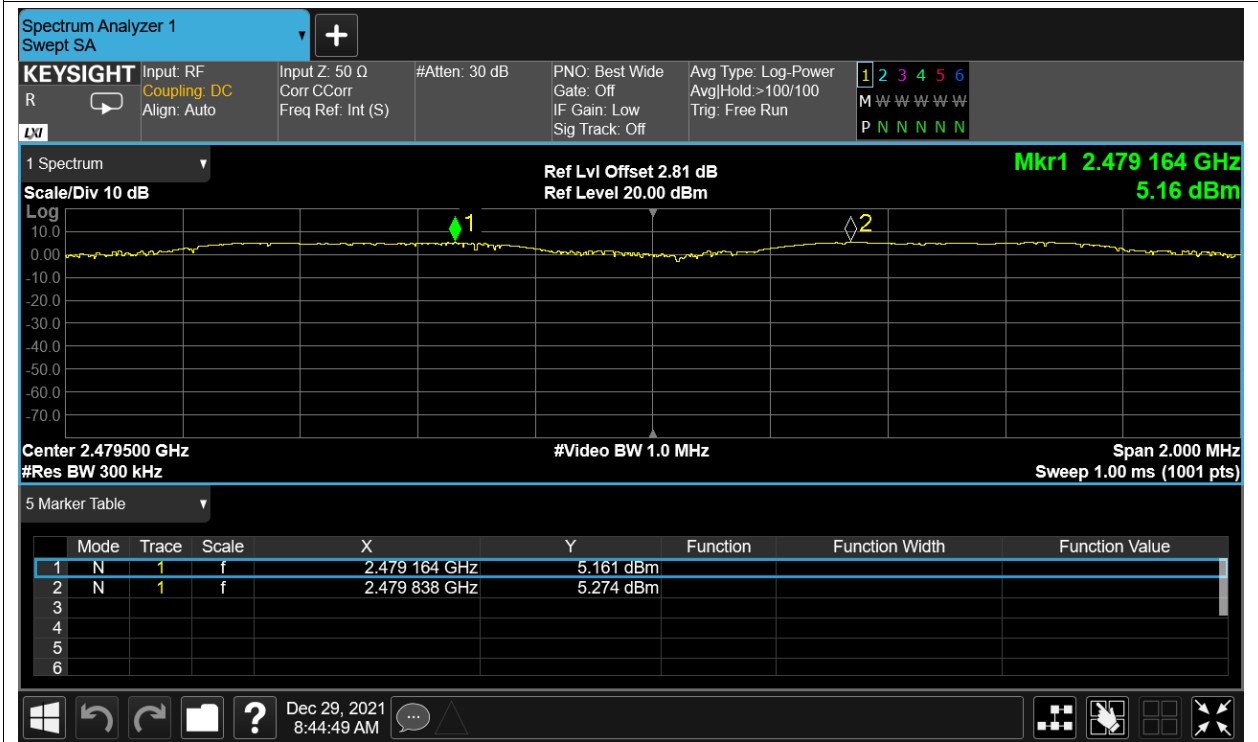 Spectrum Analyzer 1
Swept SA
KEYSIGHT Input: RF Input Z: 50 Ω #Atten: 30 dB PNO: Best Wide Avg Type: Log-Power 1 2 3 4 5 6
R Coupling: DC Corr CCorr Gate: Off Avg|Hold:>100/100 M W W W W W
Align: Auto Freq Ref: Int (S) IF Gain: Low Trig: Free Run
LXI Sig Track: Off P N N N N N
1 Spectrum Ref Lvl Offset 2.81 dB Mkr1 2.479 164 GHz
Scale/Div 10 dB Ref Level 20.00 dBm 5.16 dBm
Log
1 2
10.0
0.00
-10.0
-20.0
-30.0
-40.0
-50.0
-60.0
-70.0
Center 2.479500 GHz #Video BW 1.0 MHz Span 2.000 MHz
#Res BW 300 kHz Sweep 1.00 ms (1001 pts)
5 Marker Table
Mode Trace Scale X Y Function Function Width Function Value
1 N 1 f 2.479 164 GHz 5.161 dBm
2 N 1 f 2.479 838 GHz 5.274 dBm
3
4
5
6
? Dec 29, 2021
8:44:49 AM